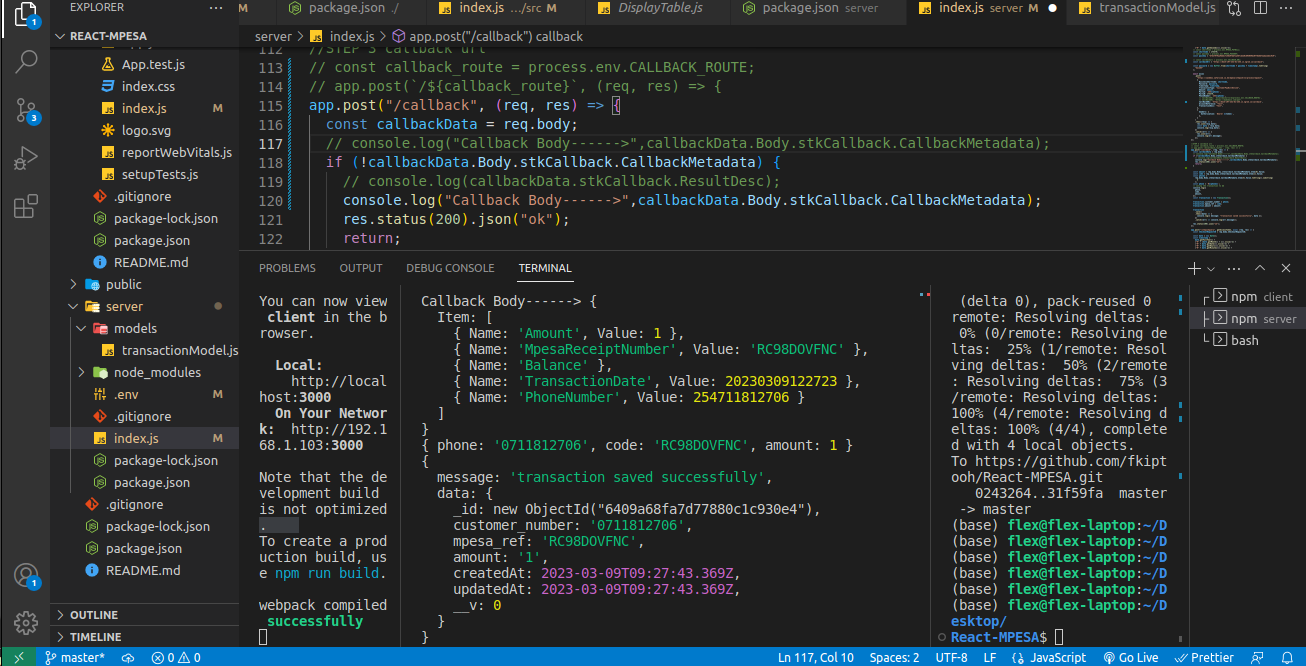 EXPLORER
REACT-MPESA
App.test.js
index.css
index.js M
logo.svg
reportWebVitals.js
setupTests.js
.gitignore
package-lock.json
package.json
README.md
public
server
models
transactionModel.js
node_modules
.env M
.gitignore
index.js M
package-lock.json
package.json
.gitignore
package-lock.json
package.json
README.md
OUTLINE
TIMELINE
1
3
1
M
package.json ./
index.js .../src M
DisplayTable.js
package.json server
index.js server M
transactionModel.js
server > index.js > app.post("/callback") callback
112 //STEP 3 callback url
113 // const callback_route = process.env.CALLBACK_ROUTE;
114 // app.post(`/${callback_route}`, (req, res) => {
115 app.post("/callback", (req, res) => {
116 const callbackData = req.body;
117 // console.log("Callback Body------>",callbackData.Body.stkCallback.CallbackMetadata);
118 if (!callbackData.Body.stkCallback.CallbackMetadata) {
119 // console.log(callbackData.stkCallback.ResultDesc);
120 console.log("Callback Body------>",callbackData.Body.stkCallback.CallbackMetadata);
121 res.status(200).json("ok");
122 return;
PROBLEMS OUTPUT DEBUG CONSOLE TERMINAL
You can now view
client in the b
rowser.
Local:
http://local
host:3000
On Your Networ
k: http://192.1
68.1.103:3000
Note that the de
velopment build
is not optimized
.
To create a prod
uction build, us
e npm run build.
webpack compiled
successfully
Callback Body------> {
Item: [
{ Name: 'Amount', Value: 1 },
{ Name: 'MpesaReceiptNumber', Value: 'RC98DOVFNC' },
{ Name: 'Balance' },
{ Name: 'TransactionDate', Value: 20230309122723 },
{ Name: 'PhoneNumber', Value: 254711812706 }
]
}
{ phone: '0711812706', code: 'RC98DOVFNC', amount: 1 }
{
message: 'transaction saved successfully',
data: {
_id: new ObjectId("6409a68fa7d77880c1c930e4"),
customer_number: '0711812706',
mpesa_ref: 'RC98DOVFNC',
amount: '1',
createdAt: 2023-03-09T09:27:43.369Z,
updatedAt: 2023-03-09T09:27:43.369Z,
__v: 0
}
}
(delta 0), pack-reused 0
remote: Resolving deltas:
0% (0/remote: Resolving de
ltas: 25% (1/remote: Resol
ving deltas: 50% (2/remote
: Resolving deltas: 75% (3
/remote: Resolving deltas:
100% (4/remote: Resolving d
eltas: 100% (4/4), complete
d with 4 local objects.
To https://github.com/fkipt
ooh/React-MPESA.git
0243264..31f59fa master
-> master
(base) flex@flex-laptop:~/D
(base) flex@flex-laptop:~/D
(base) flex@flex-laptop:~/D
(base) flex@flex-laptop:~/D
(base) flex@flex-laptop:~/D
(base) flex@flex-laptop:~/D
esktop/
React-MPESA$
npm client
npm server
bash
master* 0 0 Ln 117, Col 10 Spaces: 2 UTF-8 LF {} JavaScript Go Live Prettier